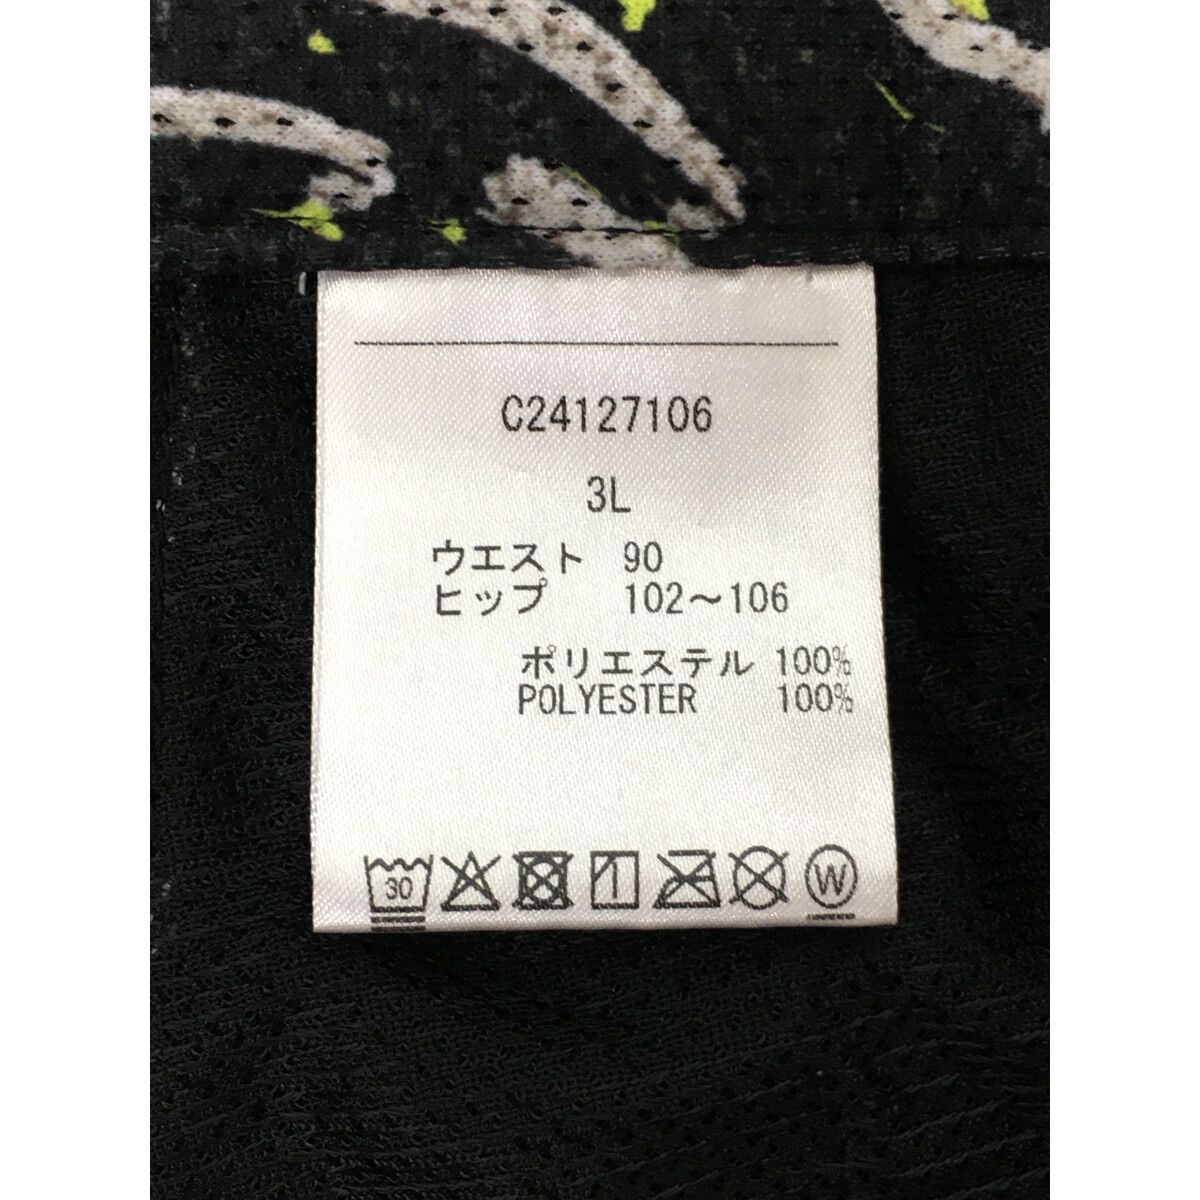 C24127106
3L
ウエスト 90
ヒップ 102～106
ポリエステル 100%
POLYESTER 100%
30
W